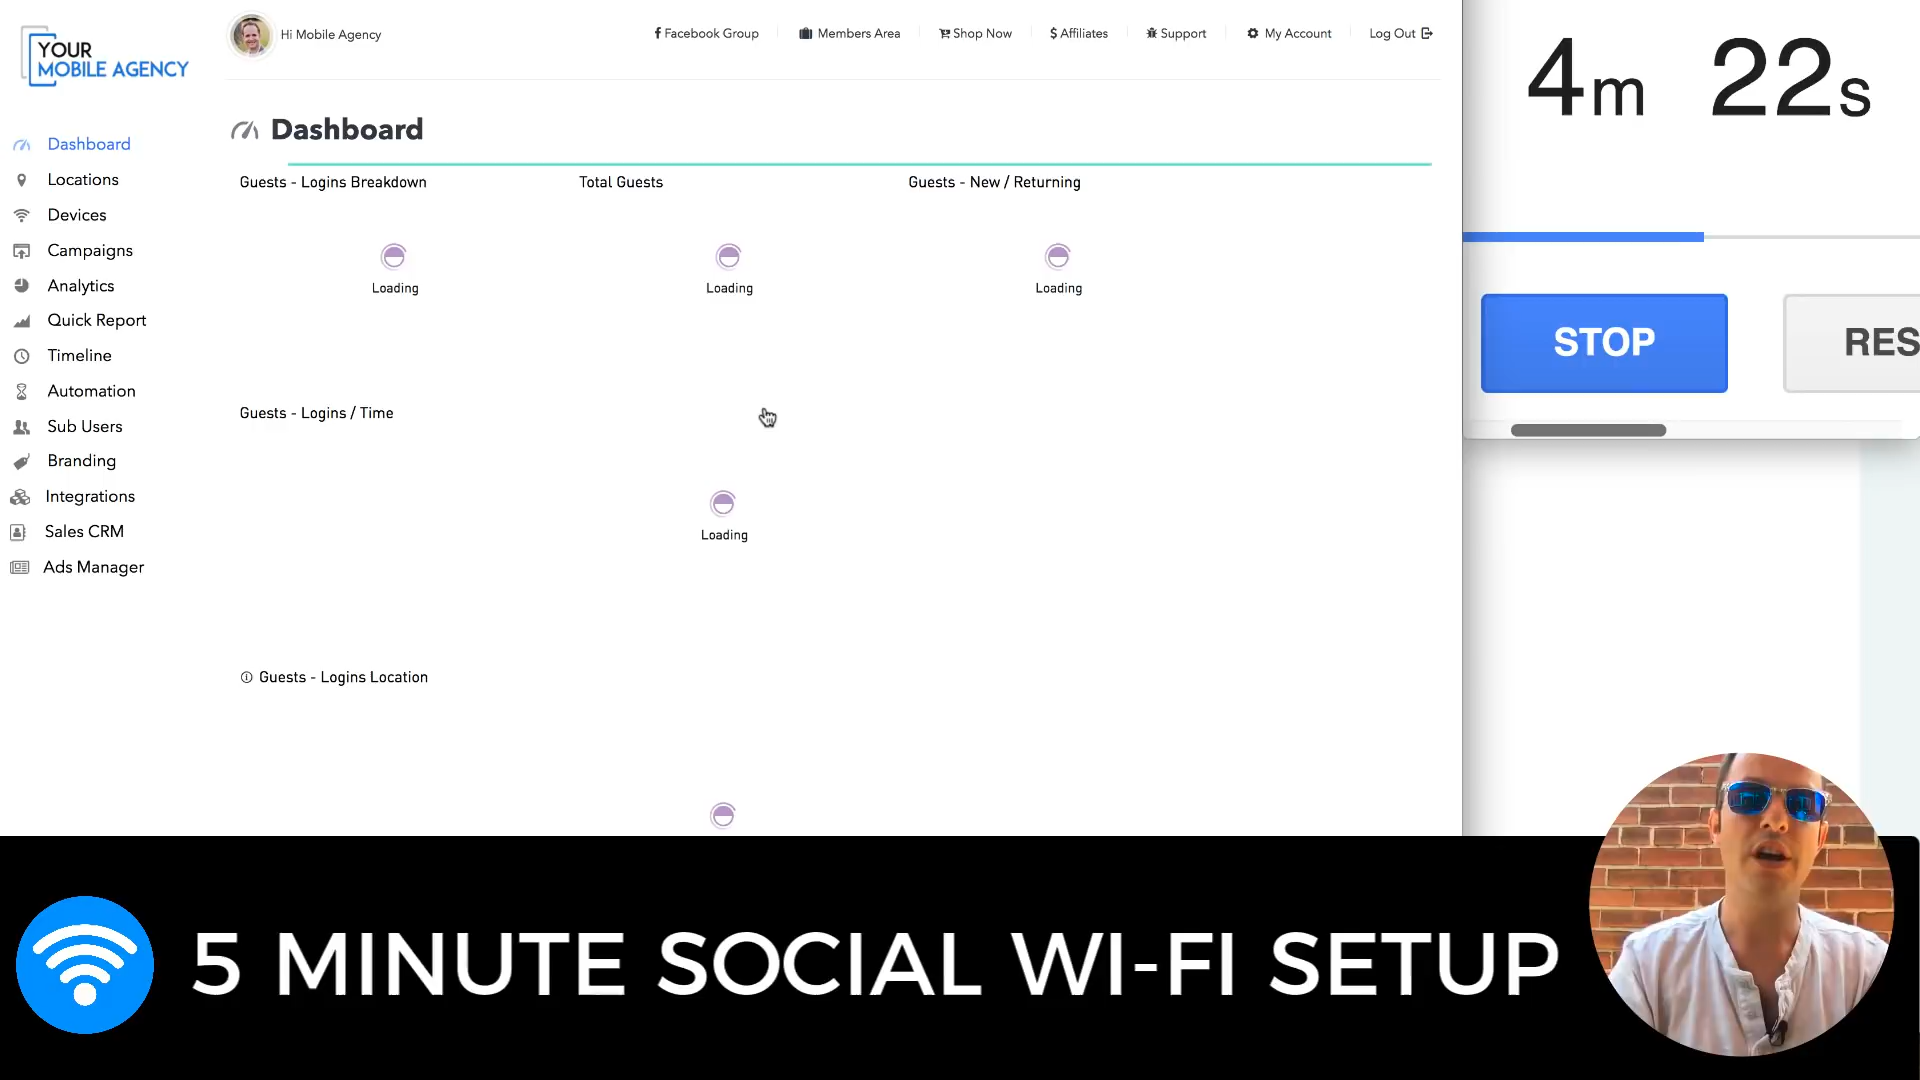 YOUR
MOBILE AGENCY
Hi Mobile Agency
Facebook Group
Members Area
Shop Now
$ Affiliates
Support
My Account
Log Out
Dashboard
Locations
Devices
Campaigns
Analytics
Quick Report
Timeline
Automation
Sub Users
Branding
Integrations
Sales CRM
Ads Manager
Dashboard
Guests - Logins Breakdown
Total Guests
Guests - New / Returning
Loading
Loading
Loading
Guests - Logins / Time
Loading
Guests - Logins Location
4m 22s
STOP
RES
5 MINUTE SOCIAL WI-FI SETUP